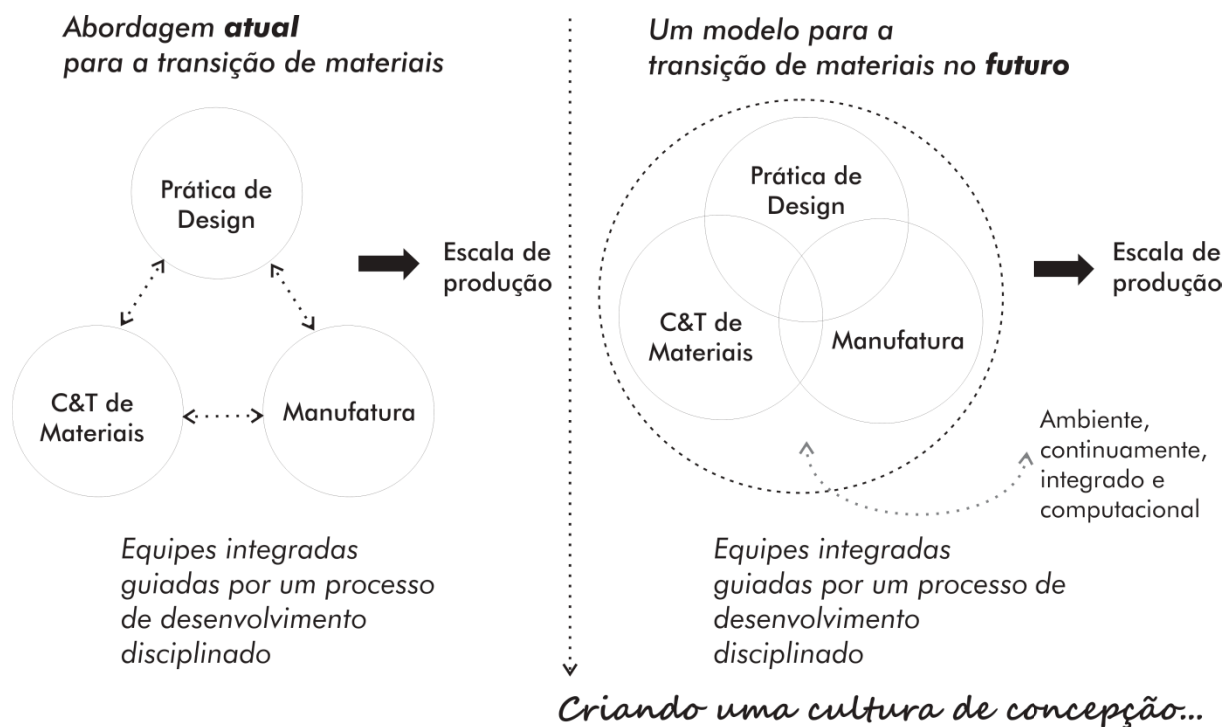 Abordagem atual
para a transição de materiais
Prática de
Design
C&T de
Materiais
Manufatura
Escala de
produção
Equipes integradas
guiadas por um processo
de desenvolvimento
disciplinado
Um modelo para a
transição de materiais no futuro
Prática de
Design
C&T de
Materiais
Manufatura
Escala de
produção
Ambiente,
continuamente,
integrado e
computacional
Equipes integradas
guiadas por um processo de
desenvolvimento
disciplinado
Criando uma cultura de concepção...